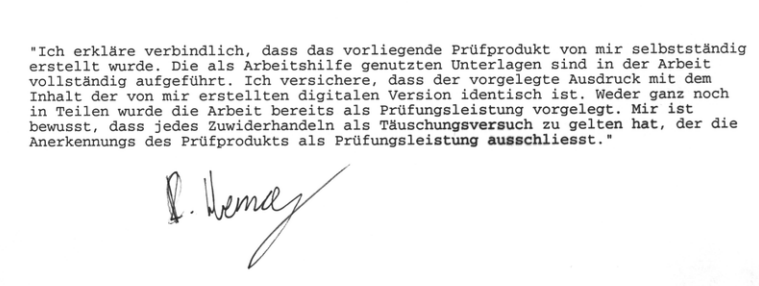 "Ich erkläre verbindlich, dass das vorliegende Prüfprodukt von mir selbstständig
erstellt wurde. Die als Arbeitshilfe genutzten Unterlagen sind in der Arbeit
vollständig aufgeführt. Ich versichere, dass der vorgelegte Ausdruck mit dem
Inhalt der von mir erstellten digitalen Version identisch ist. Weder ganz noch
in Teilen wurde die Arbeit bereits als Prüfungsleistung vorgelegt. Mir ist
bewusst, dass jedes Zuwiderhandeln als Täuschungsversuch zu gelten hat, der die
Anerkennungs des Prüfprodukts als Prüfungsleistung ausschliesst."